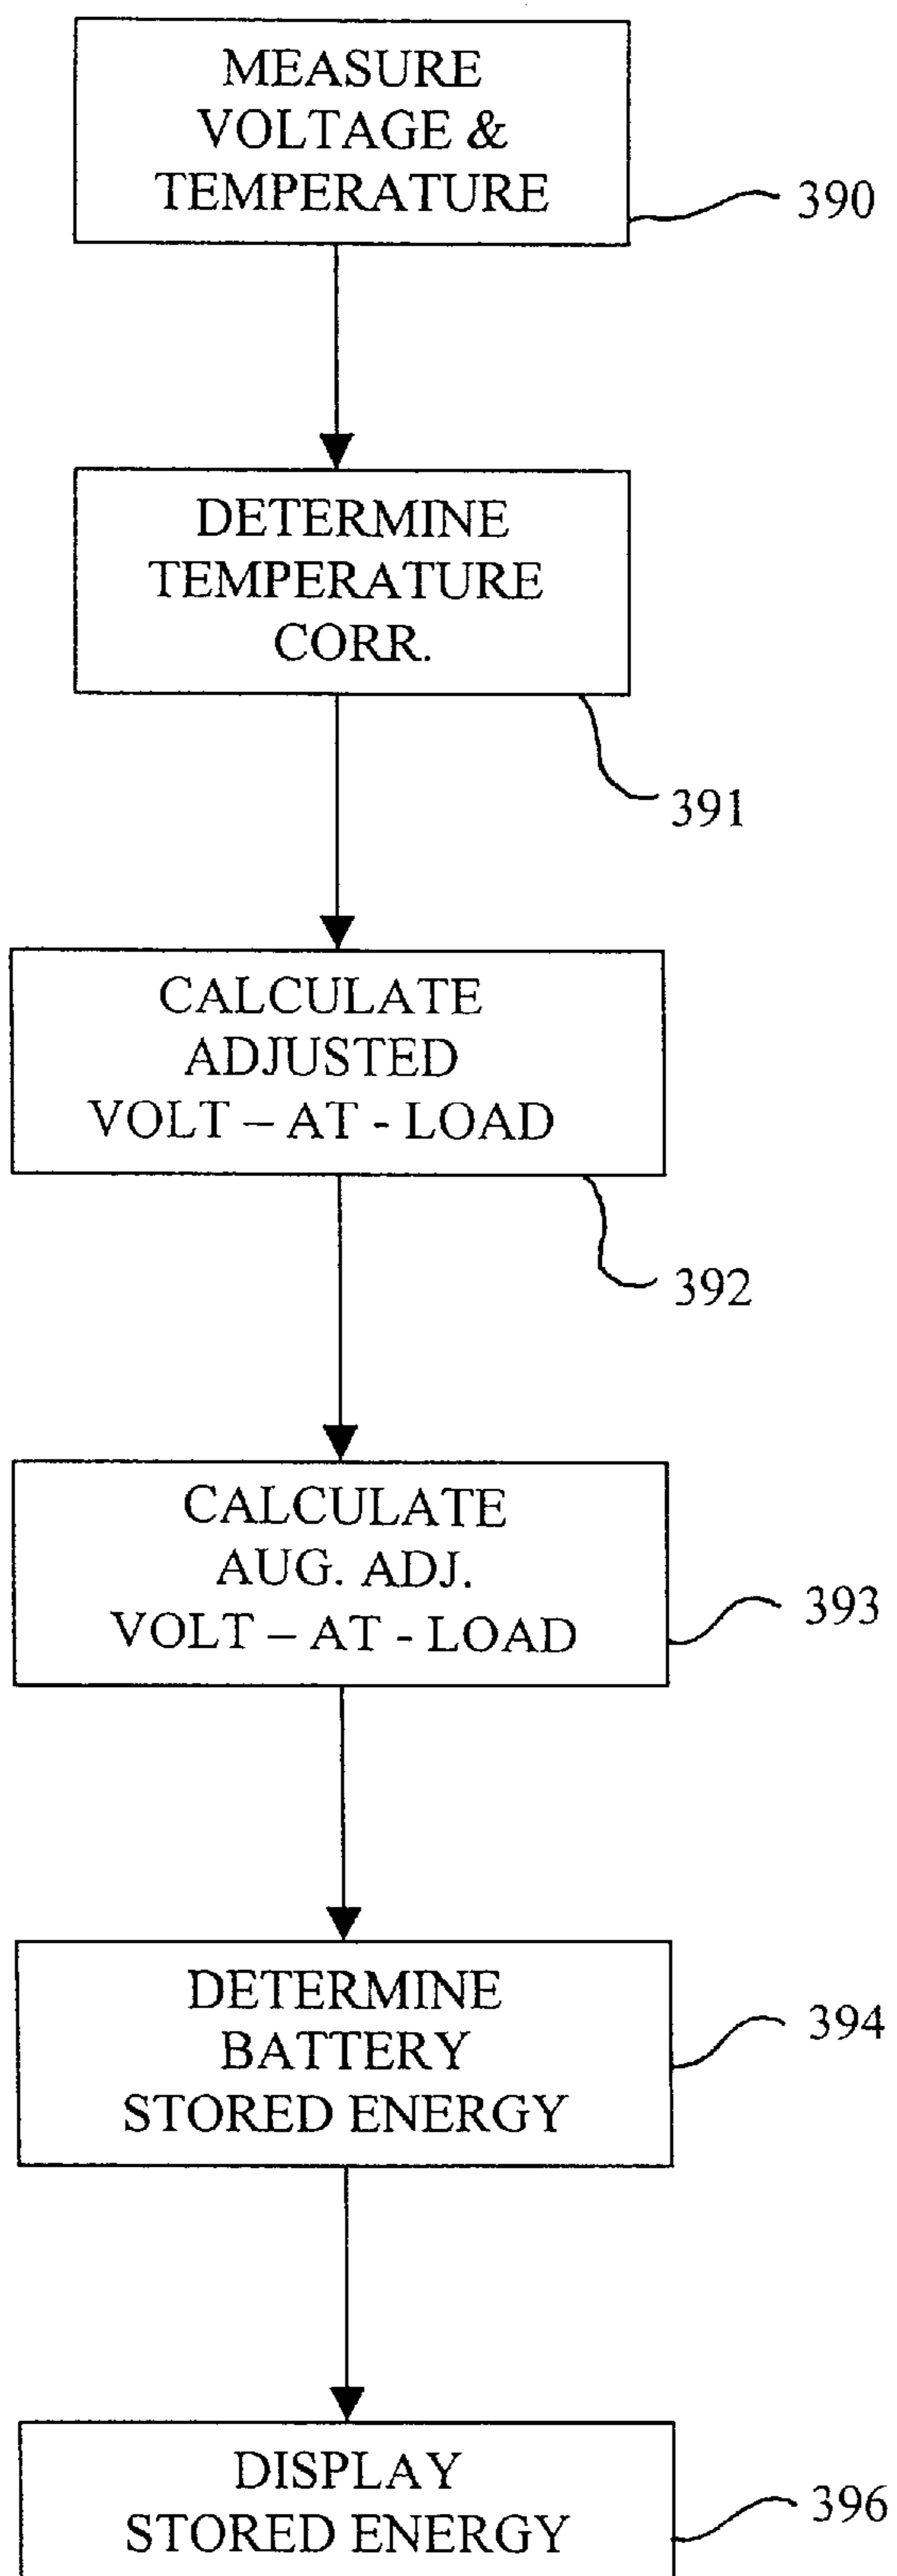 MEASURE
VOLTAGE &
TEMPERATURE
390
DETERMINE
TEMPERATURE
CORR.
391
CALCULATE
ADJUSTED
VOLT – AT - LOAD
392
CALCULATE
AUG. ADJ.
VOLT – AT - LOAD
393
DETERMINE
BATTERY
STORED ENERGY
394
DISPLAY
STORED ENERGY
396